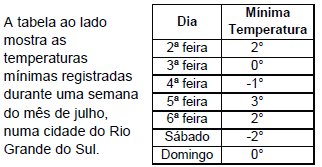 A tabela ao lado
mostra as
temperaturas
mínimas registradas
durante uma semana
do mês de julho,
numa cidade do Rio
Grande do Sul.
Dia Mínima Temperatura
2ª feira 2°
3ª feira 0°
4ª feira -1°
5ª feira 3°
6ª feira 2°
Sábado -2°
Domingo 0°